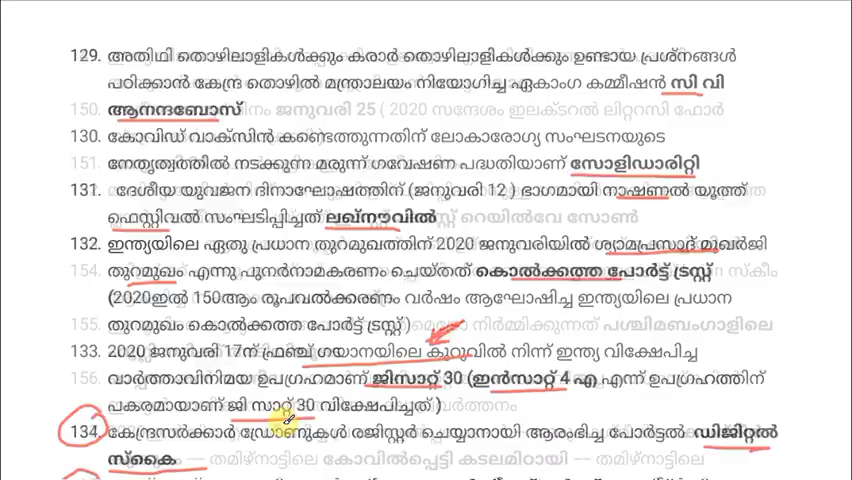 129. അതിഥി തൊഴിലാളികൾക്കും കരാർ തൊഴിലാളികൾക്കും ഉണ്ടായ പ്രശ്നങ്ങൾ
പഠിക്കാൻ കേന്ദ്ര തൊഴിൽ മന്ത്രാലയം നിയോഗിച്ച ഏകാംഗ കമ്മീഷൻ സി വി
ആനന്ദബോസ്
130. കോവിഡ് വാക്സിൻ കണ്ടെത്തുന്നതിന് ലോകാരോഗ്യ സംഘടനയുടെ
നേതൃത്വത്തിൽ നടക്കുന്ന മരുന്ന് ഗവേഷണ പദ്ധതിയാണ് സോളിഡാരിറ്റി
131. ദേശീയ യുവജന ദിനാഘോഷത്തിന് (ജനുവരി 12 ) ഭാഗമായി നാഷണൽ യൂത്ത്
ഫെസ്റ്റിവൽ സംഘടിപ്പിച്ചത് ലഖ്നൗവിൽ
132. ഇന്ത്യയിലെ ഏതു പ്രധാന തുറമുഖത്തിന് 2020 ജനുവരിയിൽ ശ്യാമപ്രസാദ് മുഖർജി
തുറമുഖം എന്നു പുനർനാമകരണം ചെയ്തത് കൊൽക്കത്ത പോർട്ട് ട്രസ്റ്റ്
(2020ഇൽ 150ആം രൂപവൽക്കരണം വർഷം ആഘോഷിച്ച ഇന്ത്യയിലെ പ്രധാന
തുറമുഖം കൊൽക്കത്ത പോർട്ട് ട്രസ്റ്റ് )
133. 2020 ജനുവരി 17ന് ഫ്രഞ്ച് ഗയാനയിലെ കുറുവിൽ നിന്ന് ഇന്ത്യ വിക്ഷേപിച്ച
വാർത്താവിനിമയ ഉപഗ്രഹമാണ് ജിസാറ്റ് 30 (ഇൻസാറ്റ് 4 എ എന്ന് ഉപഗ്രഹത്തിന്
പകരമായാണ് ജി സാറ്റ് 30 വിക്ഷേപിച്ചത് )
134. കേന്ദ്രസർക്കാർ ഡ്രോണുകൾ രജിസ്റ്റർ ചെയ്യാനായി ആരംഭിച്ച പോർട്ടൽ ഡിജിറ്റൽ
സ്കൈ